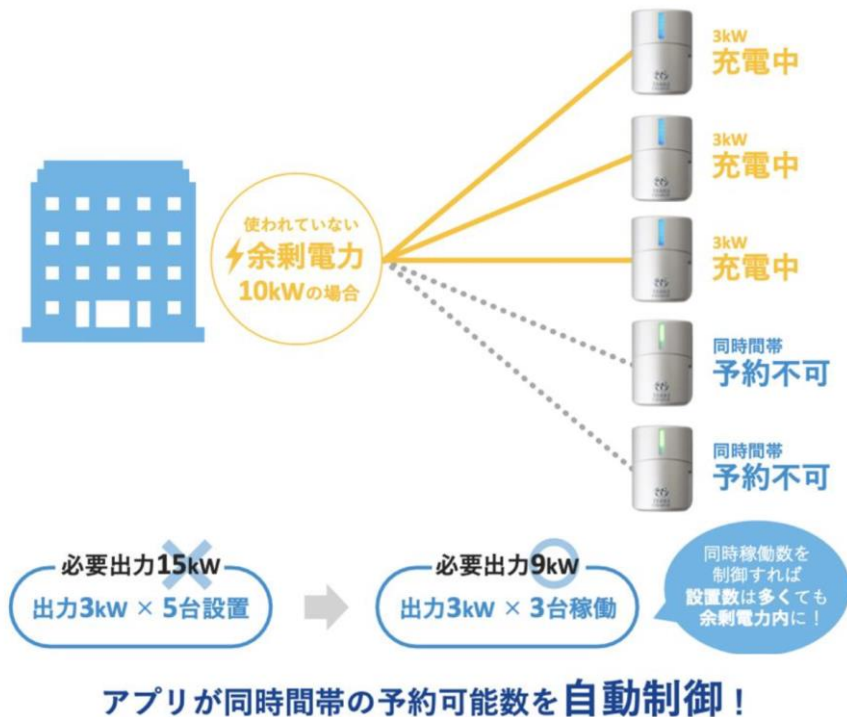 3kW
充電中
3kW
充電中
使われていない
余剰電力
10kWの場合
3kW
充電中
同時間帯
予約不可
同時間帯
予約不可
必要出力15kW
出力3kW × 5台設置
必要出力9kW
出力3kW × 3台稼働
同時稼働数を
制御すれば
設置数は多くても
余剰電力内に！
アプリが同時間帯の予約可能数を自動制御！